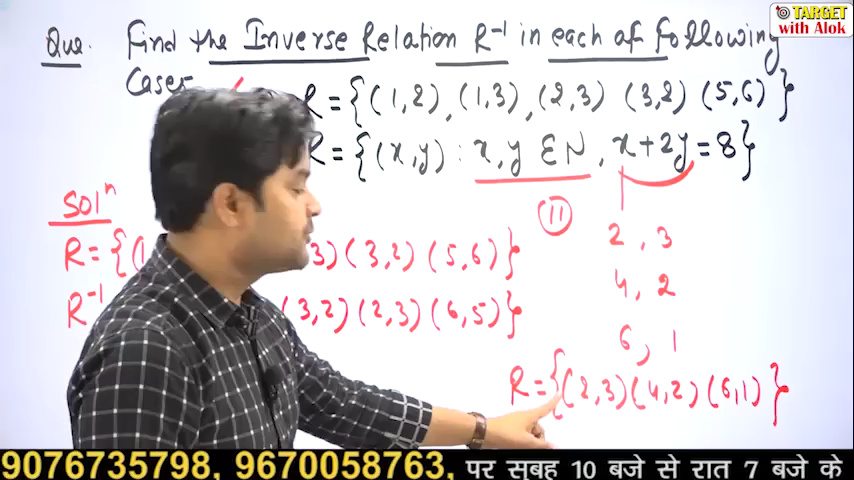 TARGET
with Alok
Que. Find the Inverse Relation R⁻¹ in each of Following
Cases
R = {(1,2), (1,3), (2,3) (3,2) (5,6)}
R = {(x,y) : x,y ∈ N, x+2y = 8}
Solⁿ
(11)
R = {(1 3) (3,2) (5,6)}
R⁻¹ (3,2) (2,3) (6,5)}
2, 3
4, 2
6, 1
R = {(2,3) (4,2) (6,1)}
9076735798, 9670058763, पर सुबह 10 बजे से रात 7 बजे के